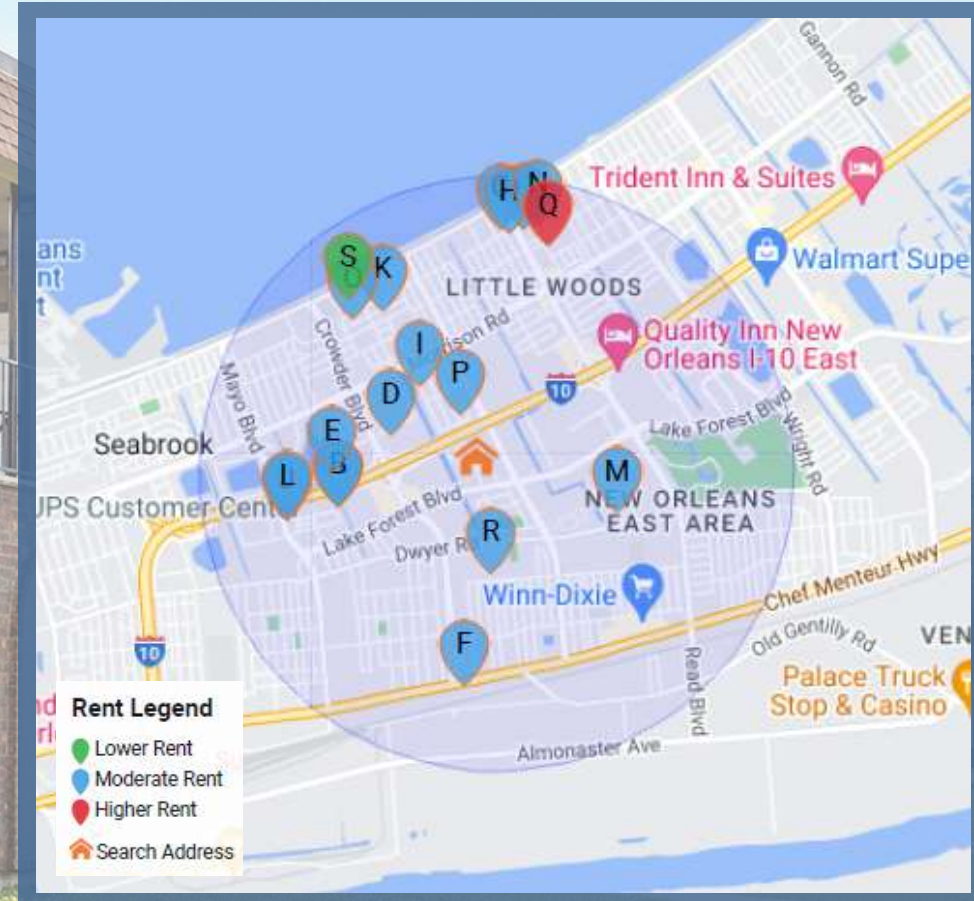 Gannon Rd
Trident Inn & Suites
Walmart Supe
H
N
Q
S
K
LITTLE WOODS
Quality Inn New
Orleans I-10 East
10
I
P
D
E
B
L
Crowder Blvd
Mayo Blvd
Seabrook
Lake Forest Blvd
Wright Rd
M
NEW ORLEANS
EAST AREA
UPS Customer Cent
Lake Forest Blvd
Dwyer R
R
Winn-Dixie
Chef Menteur Hwy
Old Gentilly Rd
VEN
F
Read Blvd
Palace Truck
Stop & Casino
Almonaster Ave
10
Rent Legend
Lower Rent
Moderate Rent
Higher Rent
Search Address